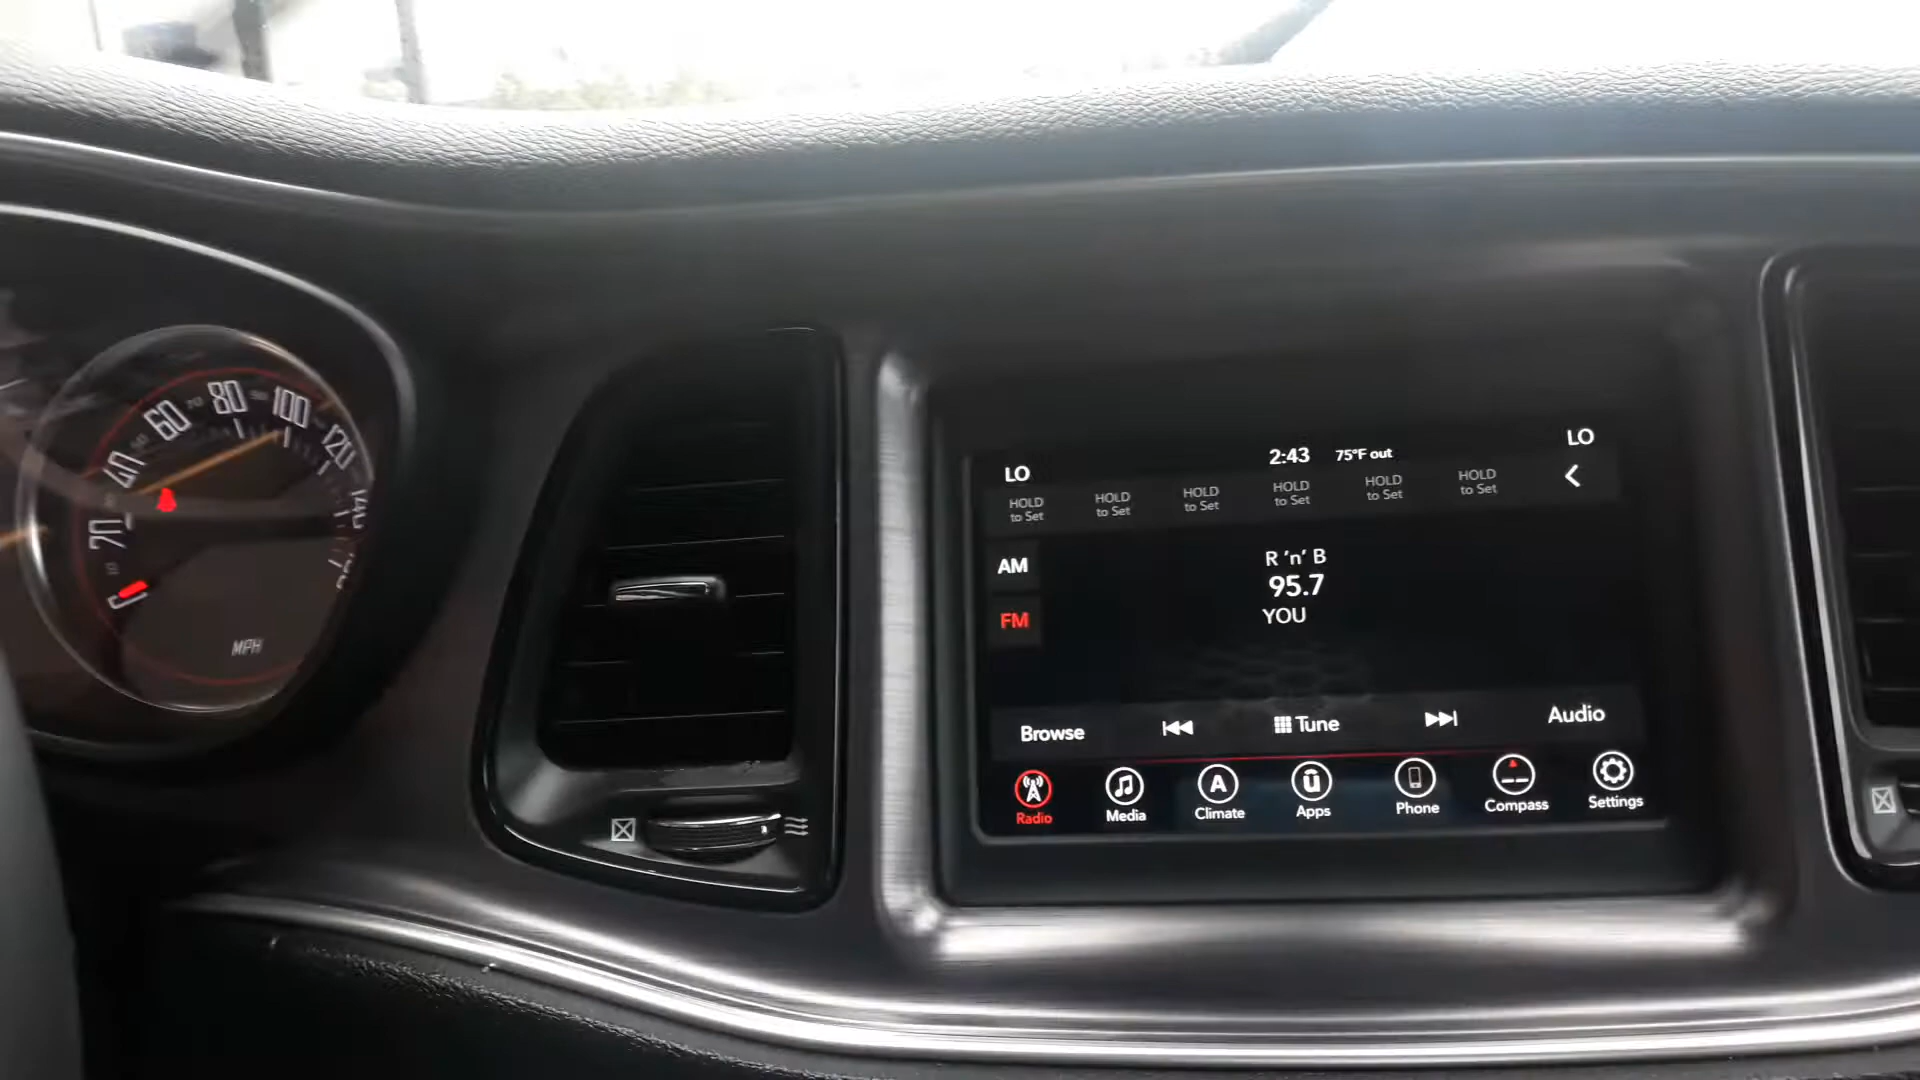 20
40
60
80
100
120
140
MPH
LO
2:43 75°F out
LO
HOLD to Set
HOLD to Set
HOLD to Set
HOLD to Set
HOLD to Set
HOLD to Set
AM
R 'n' B
95.7
FM
YOU
Browse
Tune
Audio
Radio
Media
A
Climate
Apps
Phone
Compass
Settings